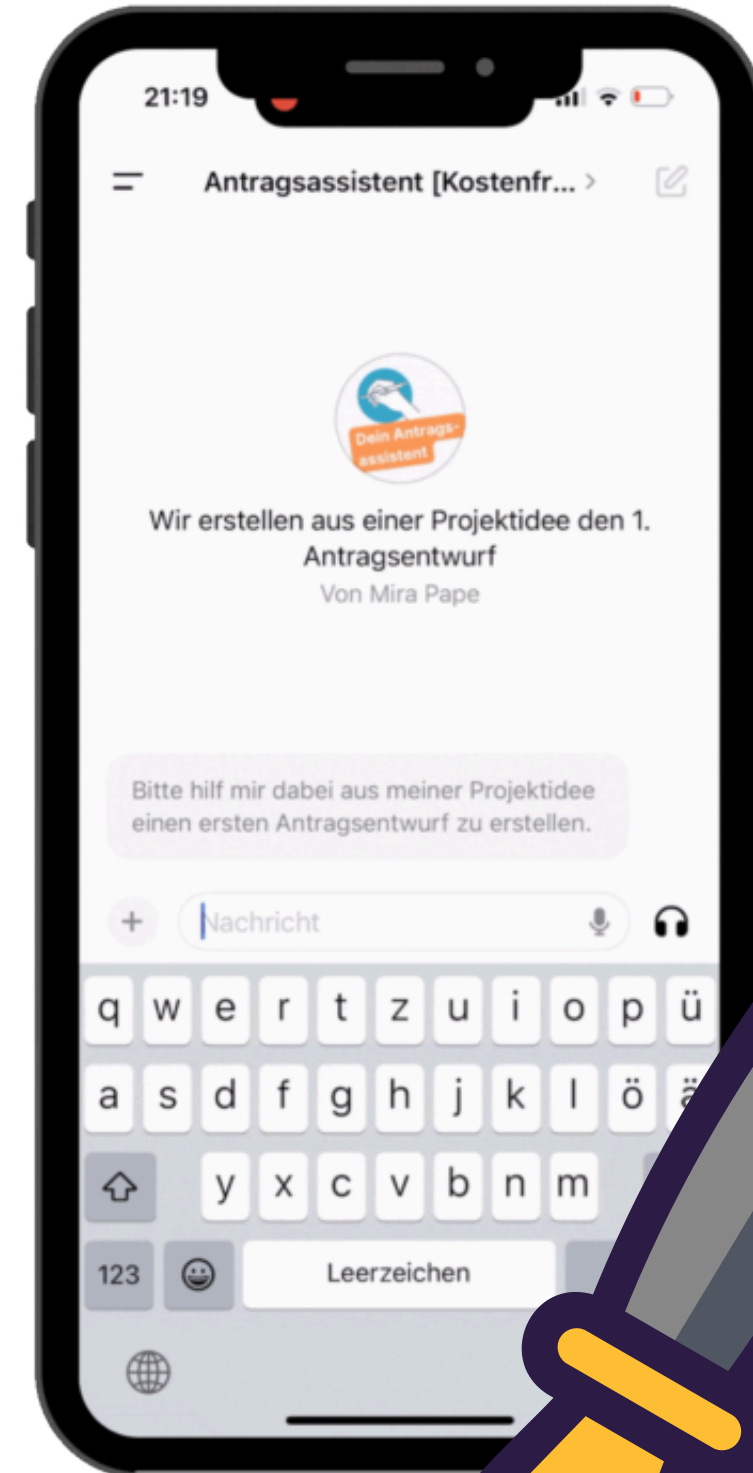 21:19
Antragsassistent [Kostenfr... >
Dein Antrags-
assistent
Wir erstellen aus einer Projektidee den 1.
Antragsentwurf
Von Mira Pape
Bitte hilf mir dabei aus meiner Projektidee
einen ersten Antragsentwurf zu erstellen.
Nachricht
q w e r t z u i o p ü
a s d f g h j k l ö ä
y x c v b n m
123 Leerzeichen